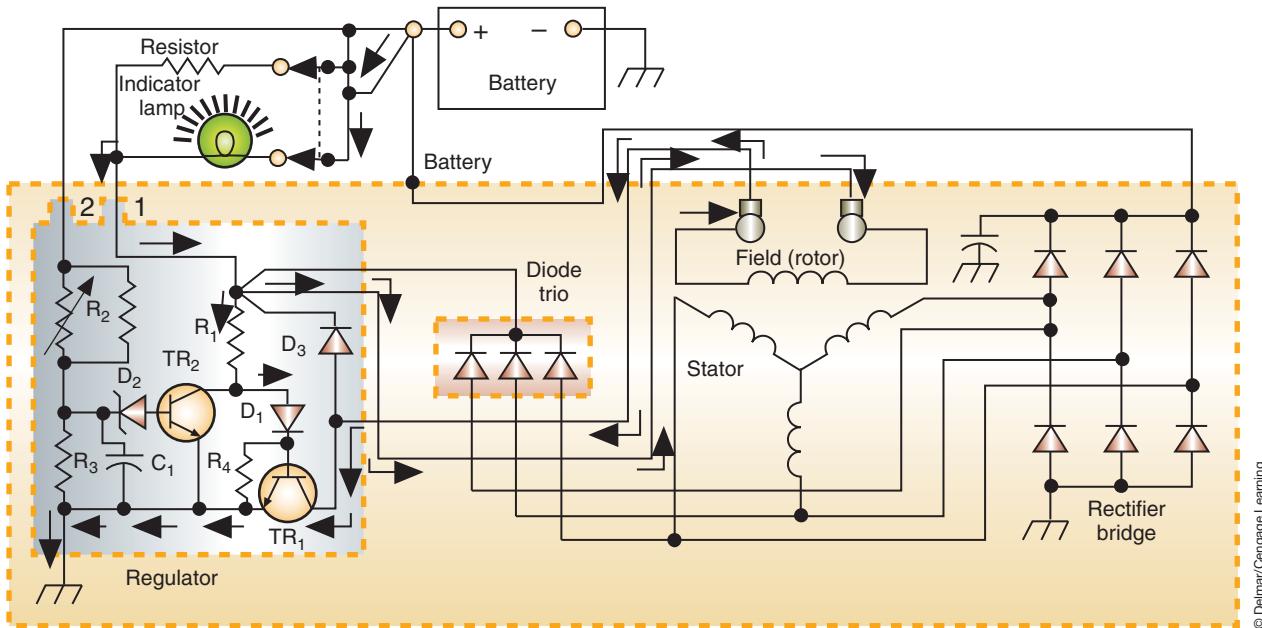 Resistor
Indicator
lamp
+ −
Battery
Battery
2 1
Field (rotor)
Diode
trio
R2
R1
D3
TR2
D2
Stator
D1
R3
C1
R4
TR1
Rectifier
bridge
Regulator
© Delmar/Cengage Learning